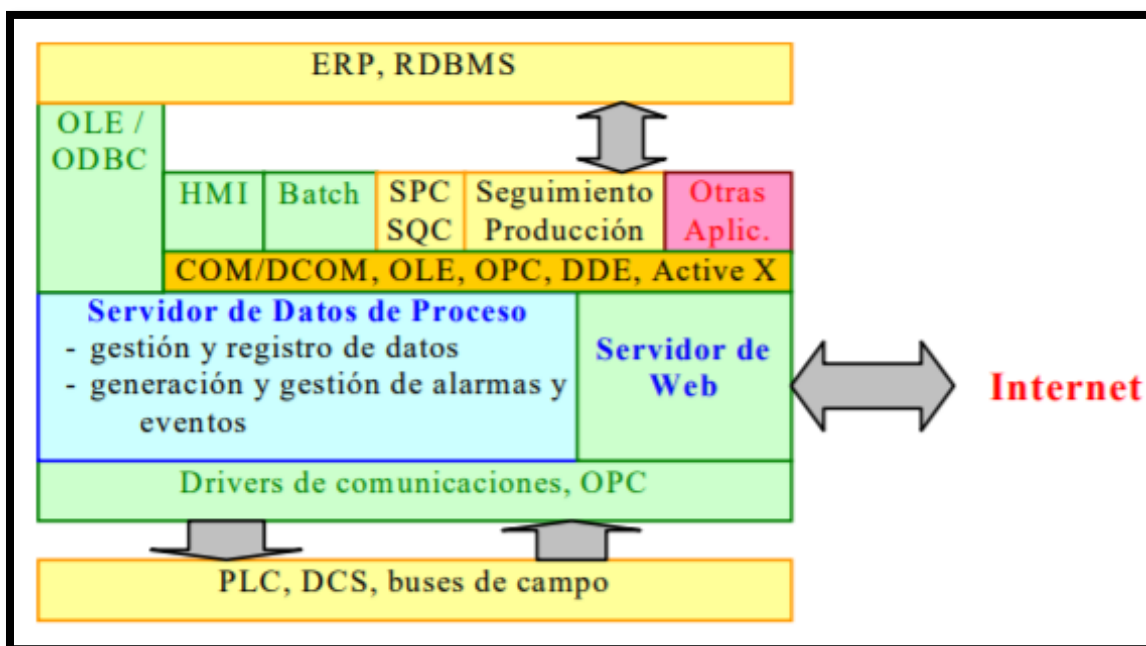 ERP, RDBMS
OLE /
ODBC
HMI
Batch
SPC
SQC
Seguimiento
Producción
Otras
Aplic.
COM/DCOM, OLE, OPC, DDE, Active X
Servidor de Datos de Proceso
- gestión y registro de datos
- generación y gestión de alarmas y
eventos
Servidor de
Web
Internet
Drivers de comunicaciones, OPC
PLC, DCS, buses de campo